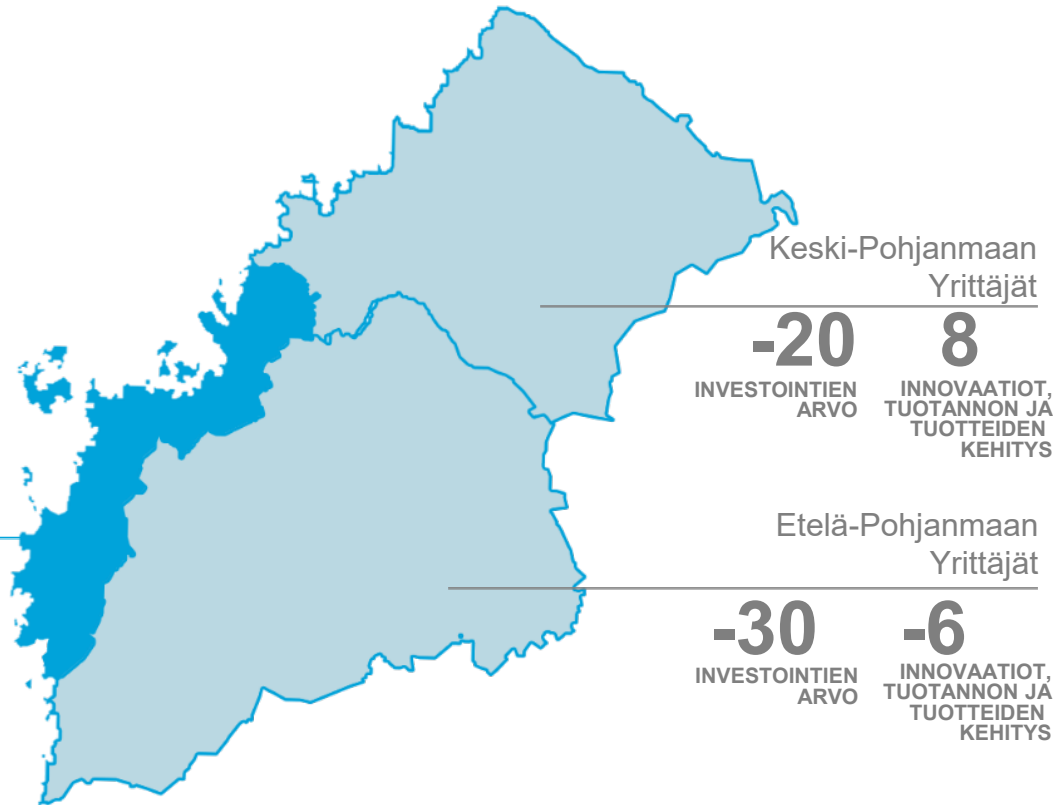 Keski-Pohjanmaan
Yrittäjät
-20 8
INVESTOINTIEN
ARVO
INNOVAATIOT,
TUOTANNON JA
TUOTTEIDEN
KEHITYS
Etelä-Pohjanmaan
Yrittäjät
-30 -6
INVESTOINTIEN
ARVO
INNOVAATIOT,
TUOTANNON JA
TUOTTEIDEN
KEHITYS